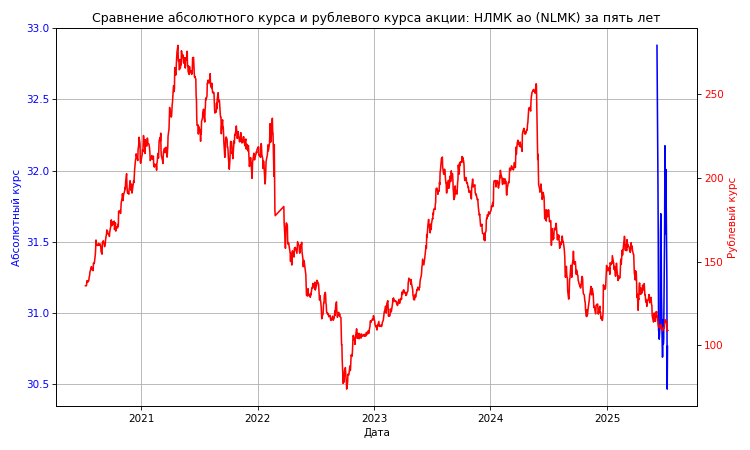 Сравнение абсолютного курса и рублевого курса акции: НЛМК ао (NLMK) за пять лет
33.0
32.5
32.0
31.5
31.0
30.5
Абсолютный курс
250
200
150
100
Рублевый курс
2021 2022 2023 2024 2025
Дата